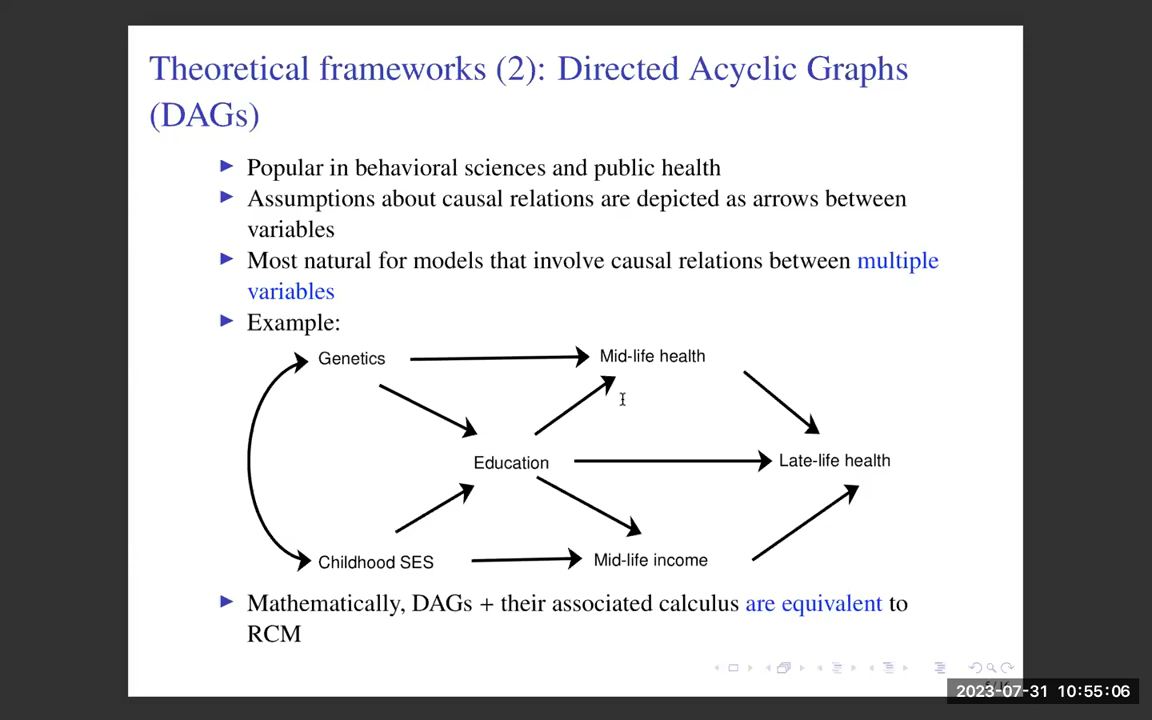 Theoretical frameworks (2): Directed Acyclic Graphs
(DAGs)
Popular in behavioral sciences and public health
Assumptions about causal relations are depicted as arrows between
variables
Most natural for models that involve causal relations between multiple
variables
Example:
Genetics
Mid-life health
Education
Late-life health
Childhood SES
Mid-life income
Mathematically, DAGs + their associated calculus are equivalent to
RCM
2023-07-31 10:55:06